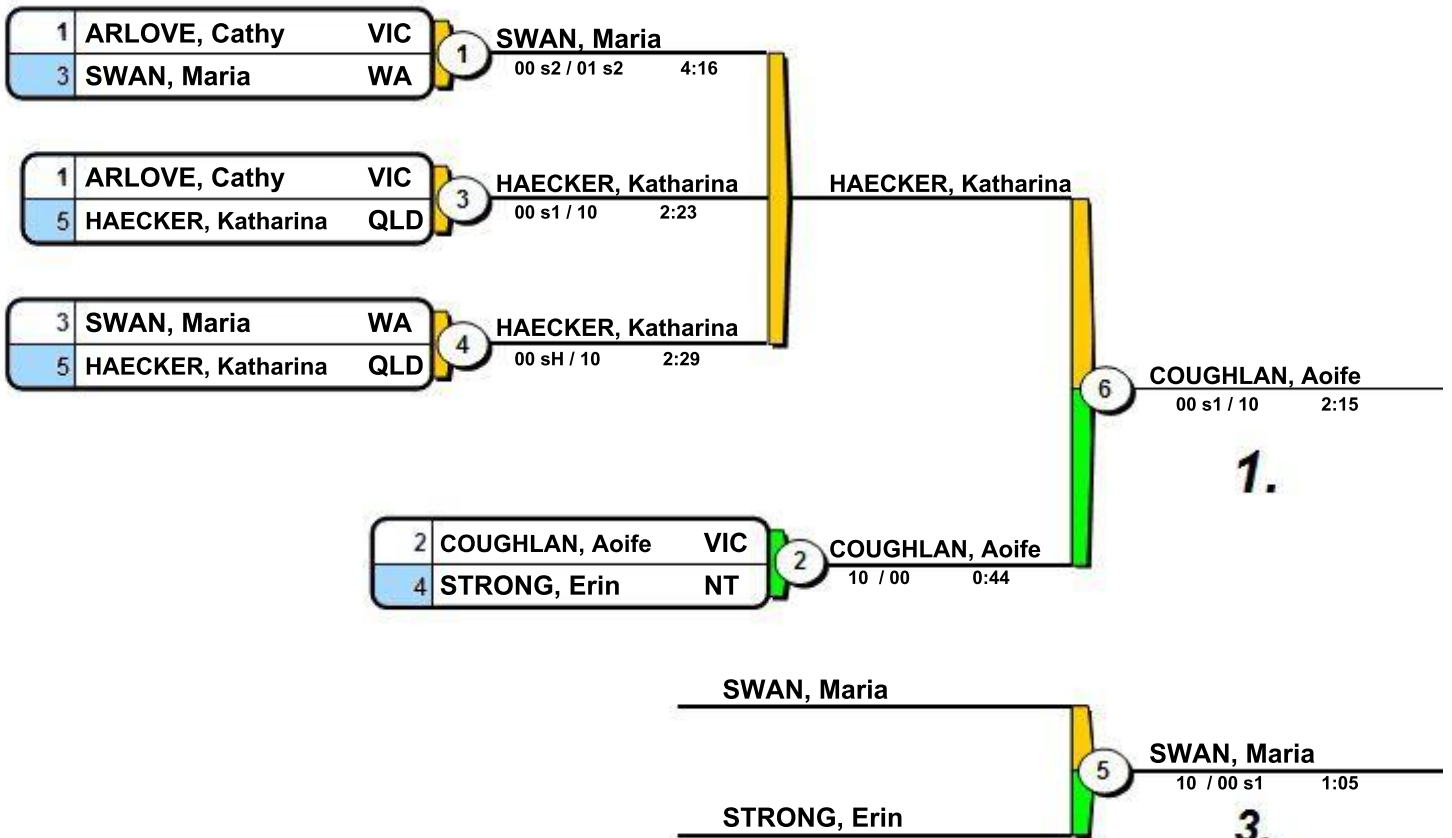 1 ARLOVE, Cathy VIC
3 SWAN, Maria WA
1
SWAN, Maria
00 s2 / 01 s2 4:16
1 ARLOVE, Cathy VIC
5 HAECKER, Katharina QLD
3
HAECKER, Katharina
00 s1 / 10 2:23
HAECKER, Katharina
3 SWAN, Maria WA
5 HAECKER, Katharina QLD
4
HAECKER, Katharina
00 sH / 10 2:29
6
COUGHLAN, Aoife
00 s1 / 10 2:15
1.
2 COUGHLAN, Aoife VIC
4 STRONG, Erin NT
2
COUGHLAN, Aoife
10 / 00 0:44
SWAN, Maria
5
SWAN, Maria
10 / 00 s1 1:05
STRONG, Erin
3.